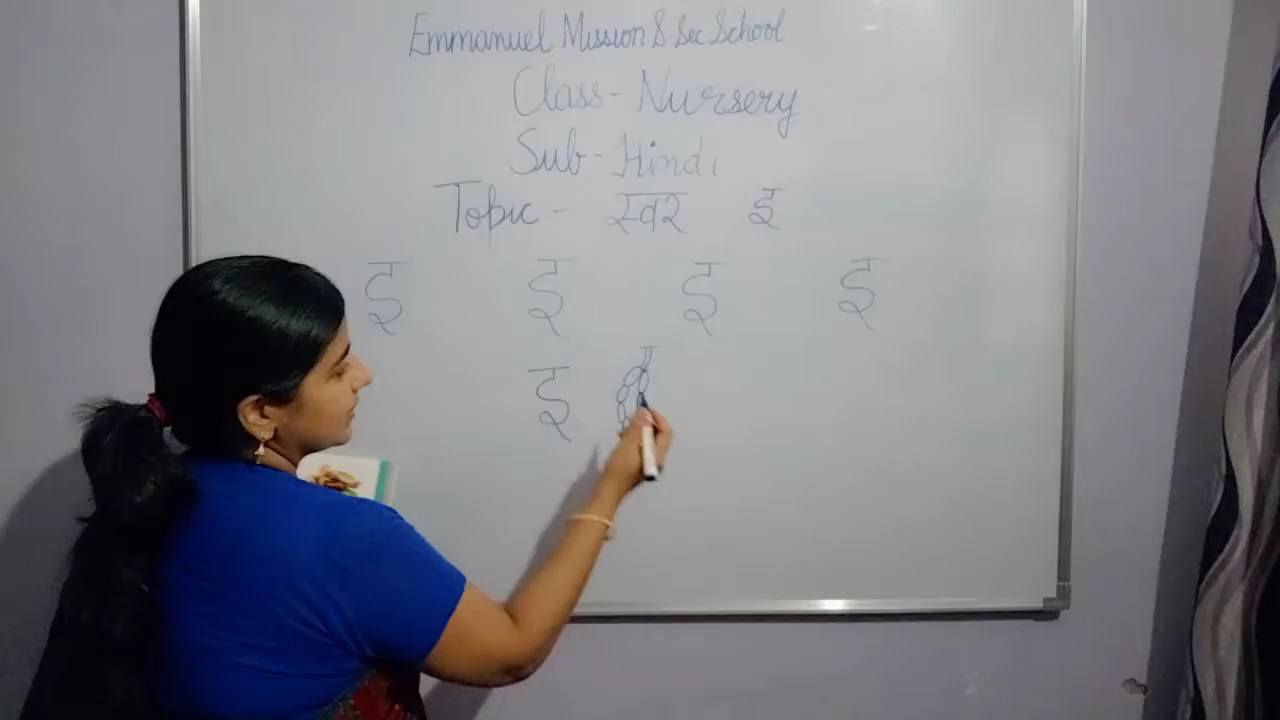 Emmanuel Mission S Sec School
Class - Nursery
Sub - Hindi
Topic - स्वर इ
इ इ इ इ
इ